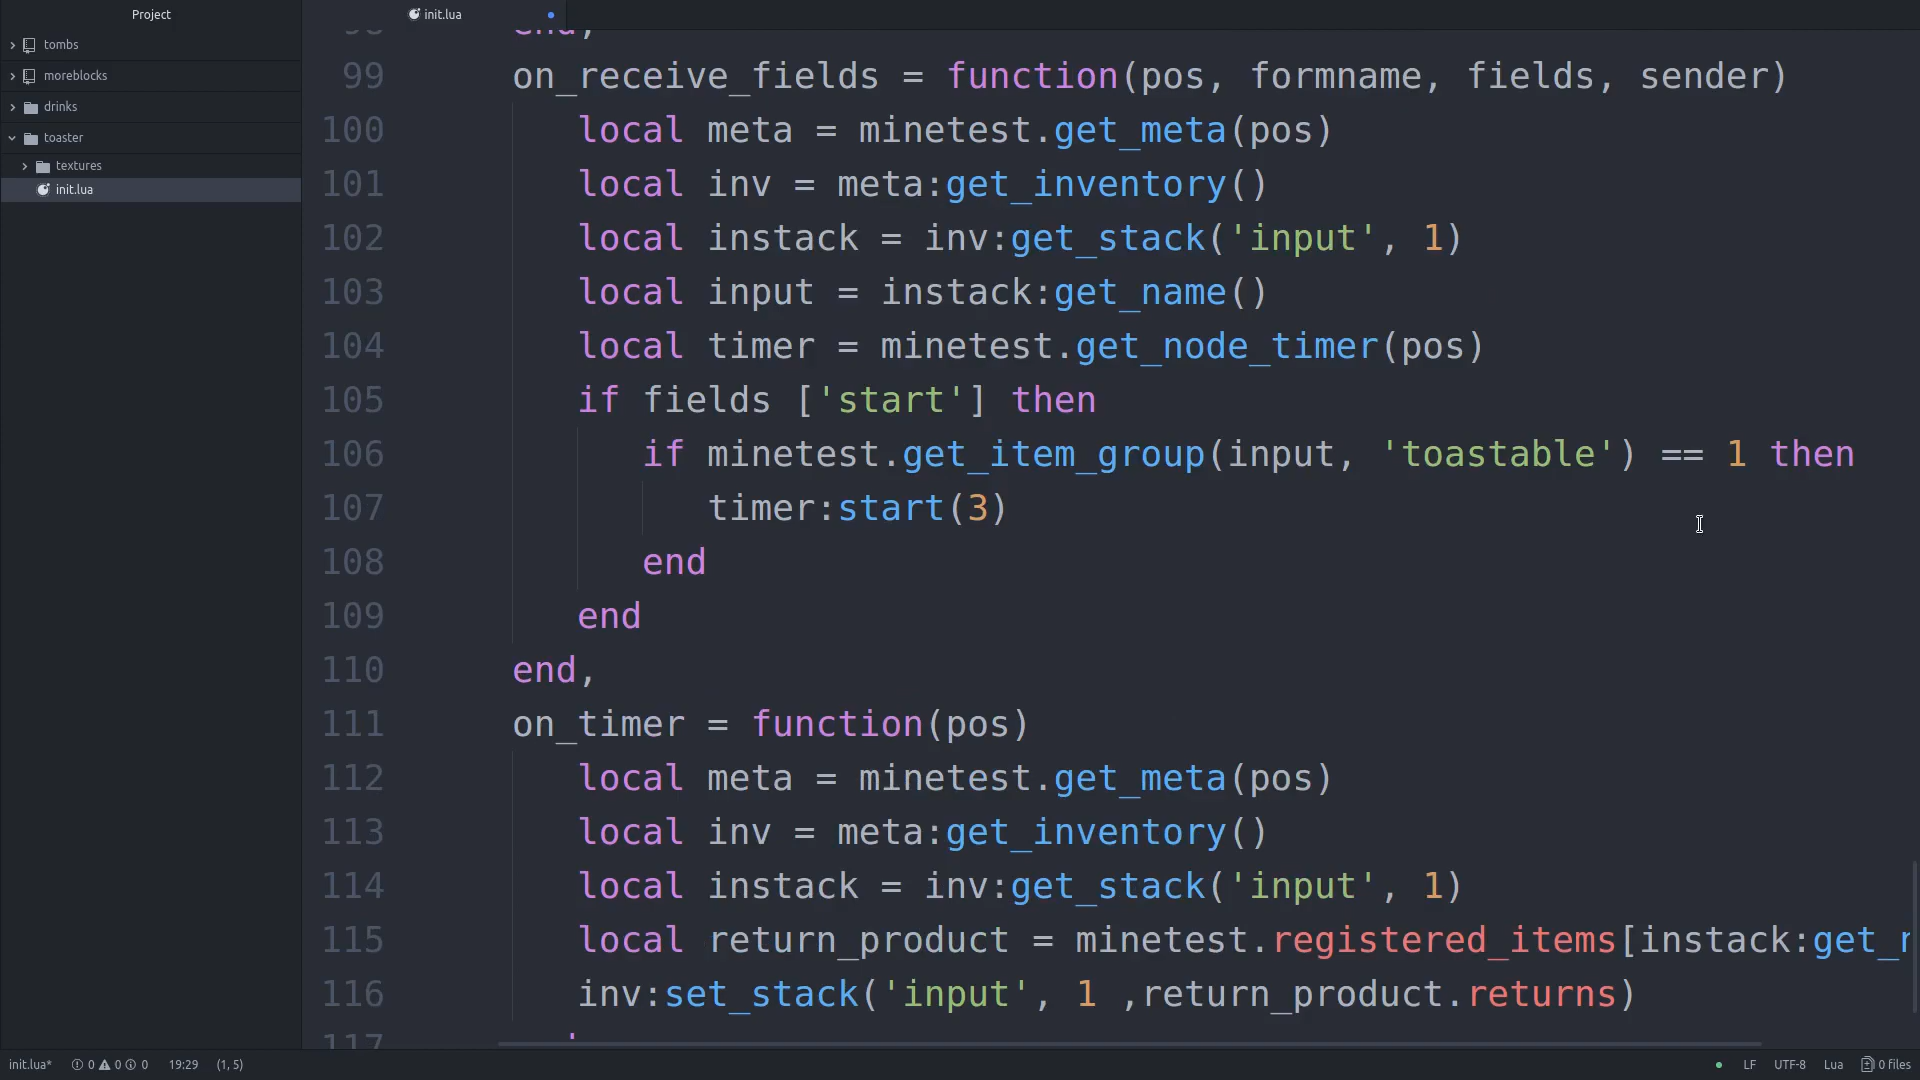 Project
init.lua
tombs
moreblocks
drinks
toaster
textures
init.lua
99 on_receive_fields = function(pos, formname, fields, sender)
100 local meta = minetest.get_meta(pos)
101 local inv = meta:get_inventory()
102 local instack = inv:get_stack('input', 1)
103 local input = instack:get_name()
104 local timer = minetest.get_node_timer(pos)
105 if fields ['start'] then
106 if minetest.get_item_group(input, 'toastable') == 1 then
107 timer:start(3)
108 end
109 end
110 end,
111 on_timer = function(pos)
112 local meta = minetest.get_meta(pos)
113 local inv = meta:get_inventory()
114 local instack = inv:get_stack('input', 1)
115 local return_product = minetest.registered_items[instack:get_
116 inv:set_stack('input', 1 ,return_product.returns)
117
init.lua* 0 0 0 19:29 (1, 5) LF UTF-8 Lua 0 files